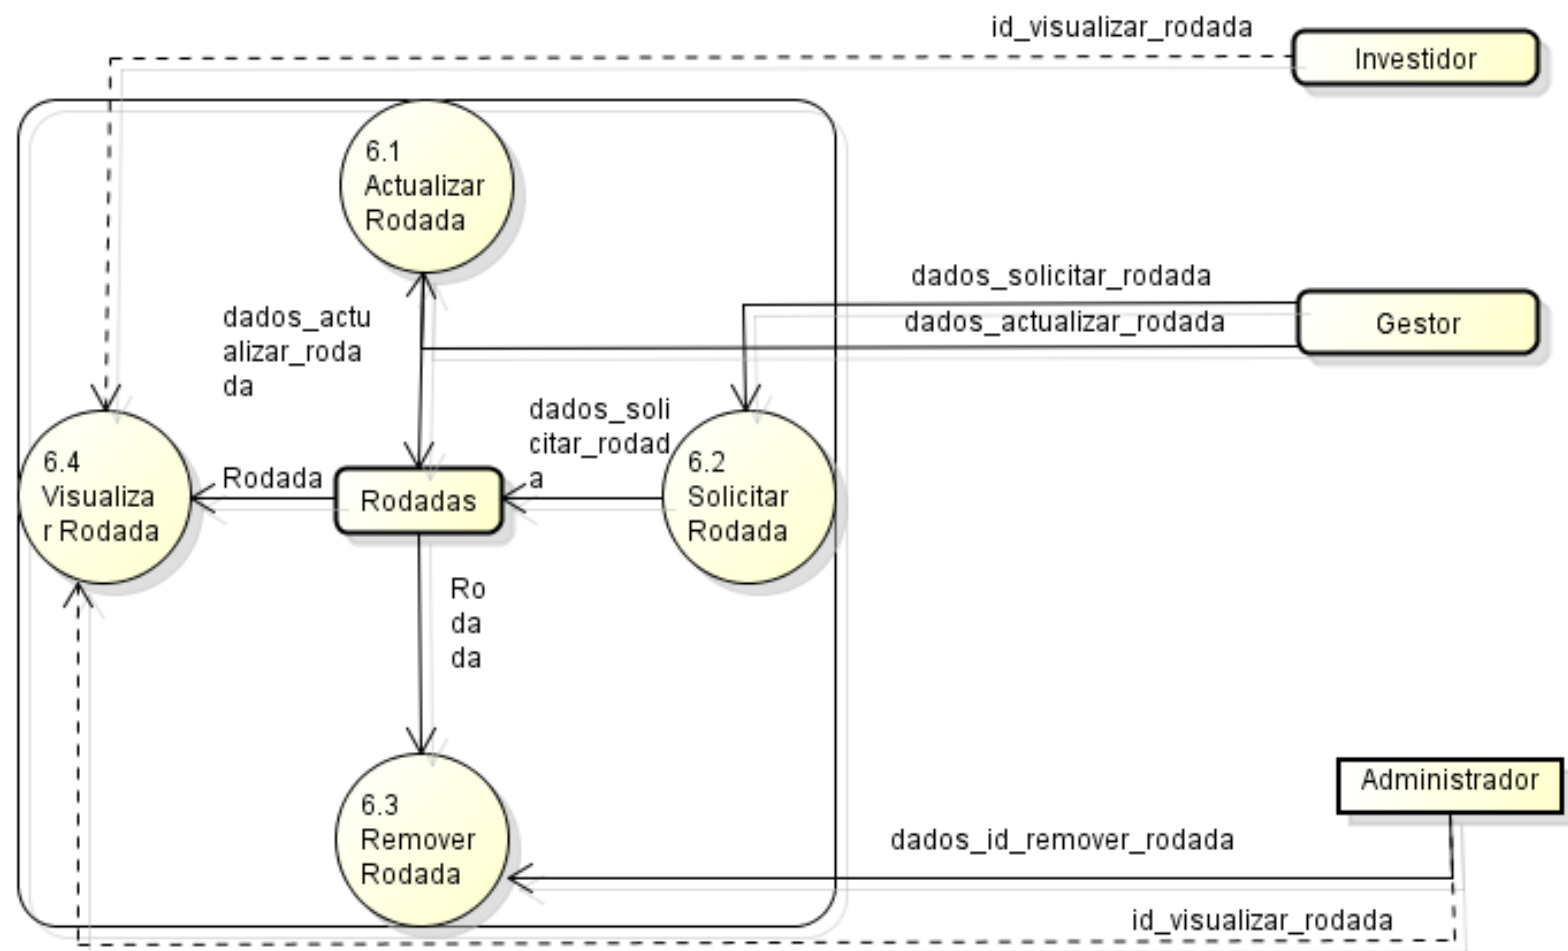 id_visualizar_rodada
Investidor
6.1
Actualizar
Rodada
dados_solicitar_rodada
dados_actualizar_rodada
Gestor
dados_actu
alizar_roda
da
dados_soli
citar_rodad
a
6.4
Visualiza
r Rodada
Rodada
Rodadas
6.2
Solicitar
Rodada
Ro
da
da
6.3
Remover
Rodada
Administrador
dados_id_remover_rodada
id_visualizar_rodada